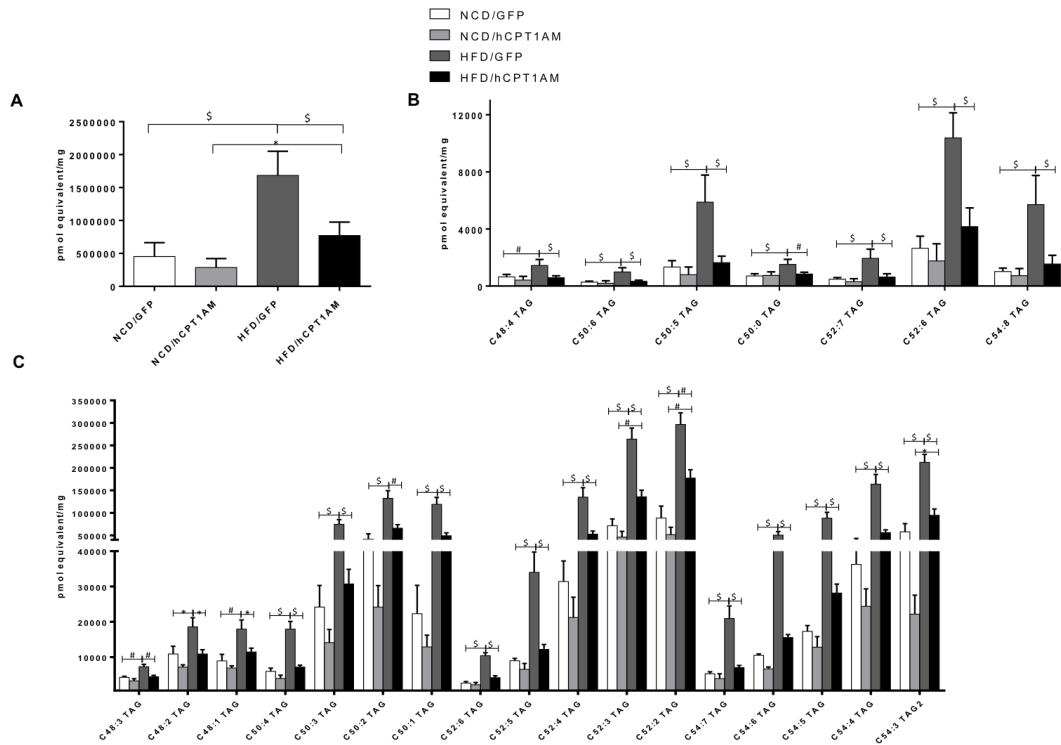 NCD/GFP
NCD/hCPT1AM
HFD/GFP
HFD/hCPT1AM
A
pmol equivalent/mg
2500000
2000000
1500000
1000000
500000
0
$
$
*
NCD/GFP
NCD/hCPT1AM
HFD/GFP
HFD/hCPT1AM
B
pmol equivalent/mg
12000
8000
4000
0
# $
$ $
$ $
$ #
$ $
$ $
$ $
C48:4 TAG
C50:6 TAG
C50:5 TAG
C50:0 TAG
C52:7 TAG
C52:6 TAG
C54:8 TAG
C
pmol equivalent/mg
350000
300000
250000
200000
150000
100000
50000
40000
30000
20000
10000
# #
* *
# *
$ $
$ $
$ #
$ $
$ $
$ $
$ $
$ $
#
$ #
#
$ $
$ $
$ $
$ $
$ $
*
C48:3 TAG
C48:2 TAG
C48:1 TAG
C50:4 TAG
C50:3 TAG
C50:2 TAG
C50:1 TAG
C52:6 TAG
C52:5 TAG
C52:4 TAG
C52:3 TAG
C52:2 TAG
C54:7 TAG
C54:6 TAG
C54:5 TAG
C54:4 TAG
C54:3 TAG2